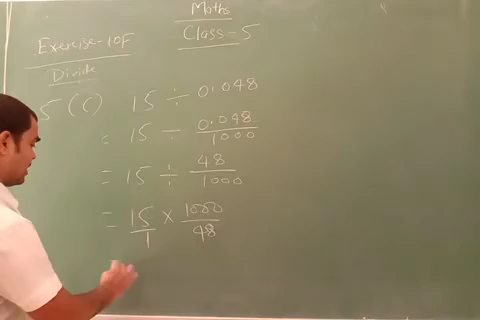 Maths
Class = 5
Exercise-10F
Divide
5 (c) 15 ÷ 0.048
= 15 ÷ 0.048/1000
= 15 ÷ 48/1000
= 15/1 × 1000/48